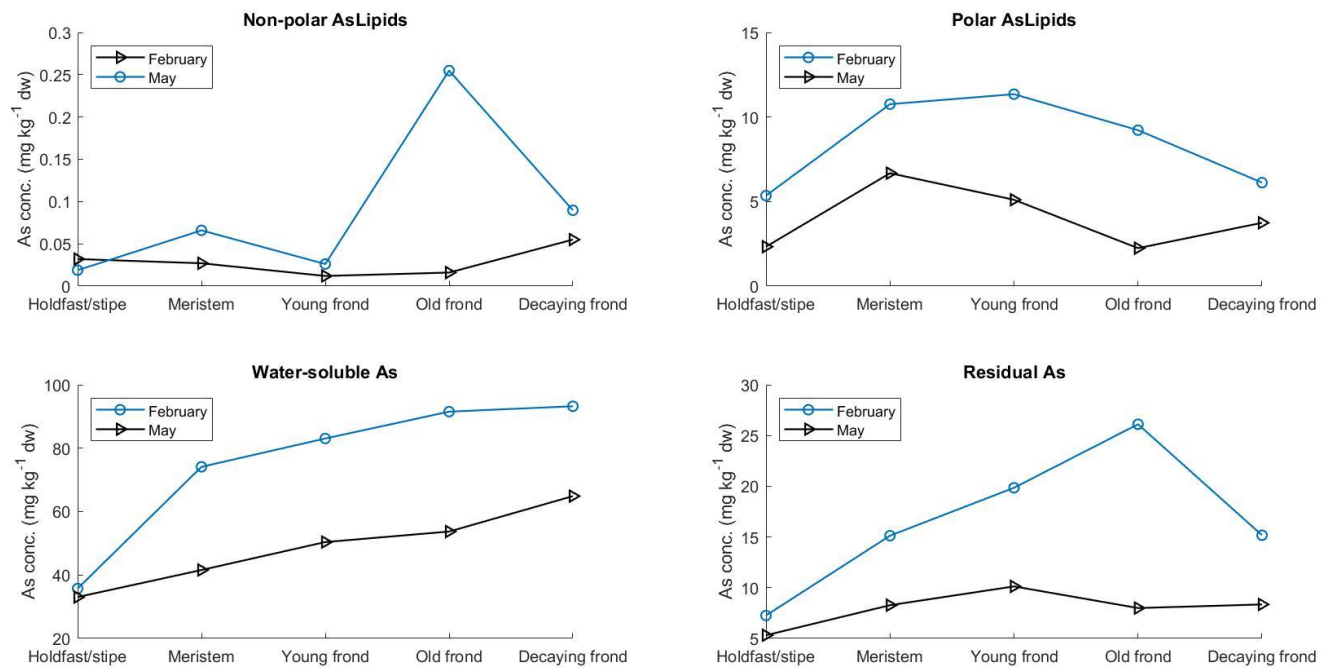 Non-polar AsLipids
As conc. (mg kg⁻¹ dw)
0.3
0.25
0.2
0.15
0.1
0.05
0
February
May
Holdfast/stipe Meristem Young frond Old frond Decaying frond
Polar AsLipids
As conc. (mg kg⁻¹ dw)
15
10
5
0
February
May
Holdfast/stipe Meristem Young frond Old frond Decaying frond
Water-soluble As
As conc. (mg kg⁻¹ dw)
100
80
60
40
20
February
May
Holdfast/stipe Meristem Young frond Old frond Decaying frond
Residual As
As conc. (mg kg⁻¹ dw)
30
25
20
15
10
5
February
May
Holdfast/stipe Meristem Young frond Old frond Decaying frond